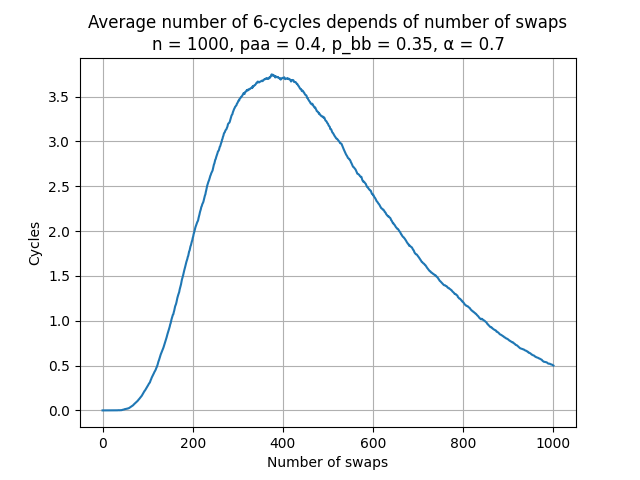 Average number of 6-cycles depends of number of swaps
n = 1000, paa = 0.4, p_bb = 0.35, α = 0.7
Cycles
3.5
3.0
2.5
2.0
1.5
1.0
0.5
0.0
0 200 400 600 800 1000
Number of swaps